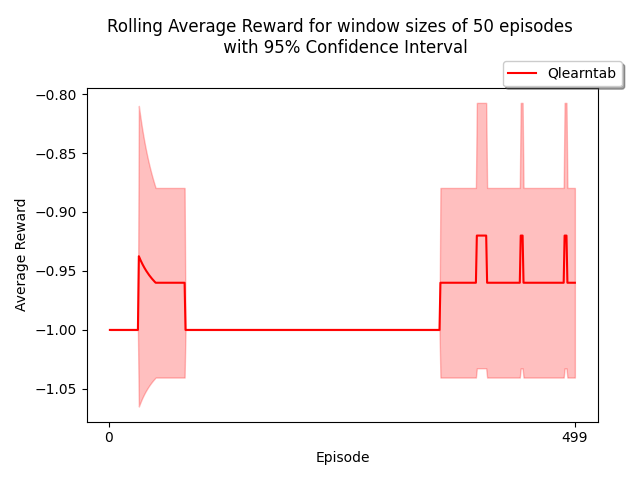 Rolling Average Reward for window sizes of 50 episodes
with 95% Confidence Interval
Qlearntab
−0.80
−0.85
−0.90
−0.95
−1.00
−1.05
Average Reward
0
499
Episode